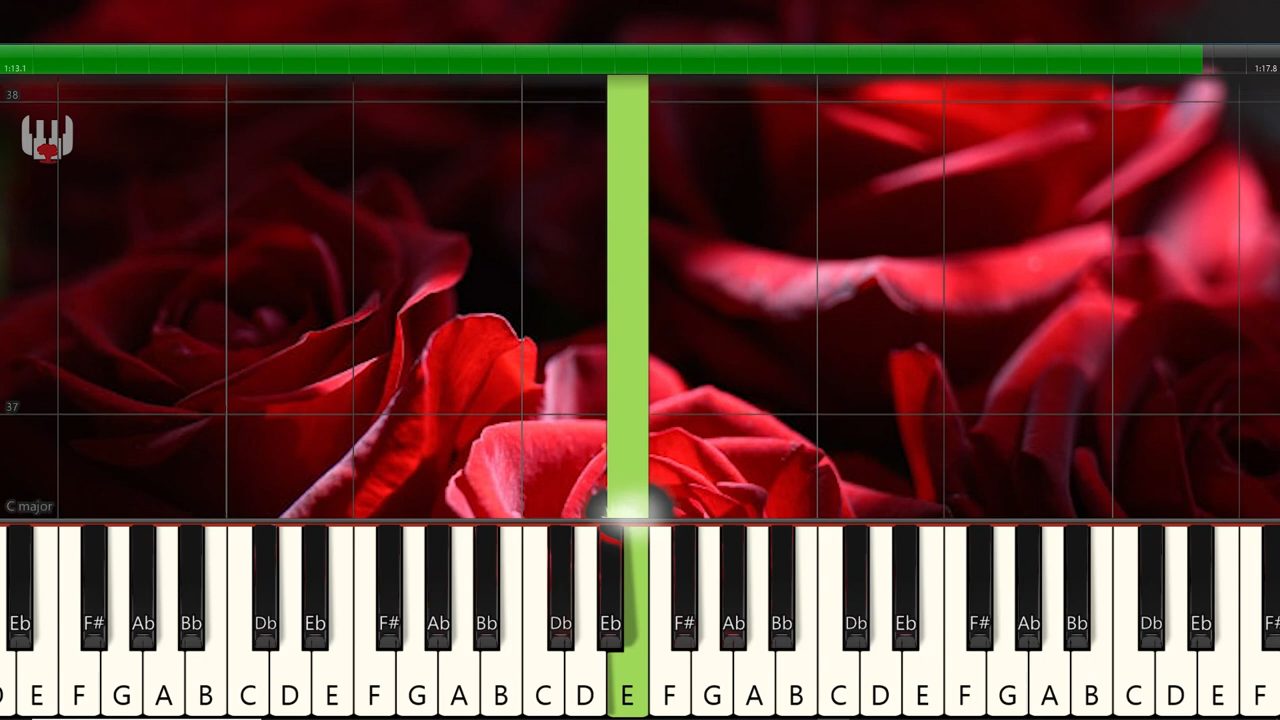 1:13.1 1:17.8
38
37
C major
Eb F# Ab Bb Db Eb F# Ab Bb Db Eb F# Ab Bb Db Eb F# Ab Bb Db Eb F#
E F G A B C D E F G A B C D E F G A B C D E F G A B C D E F